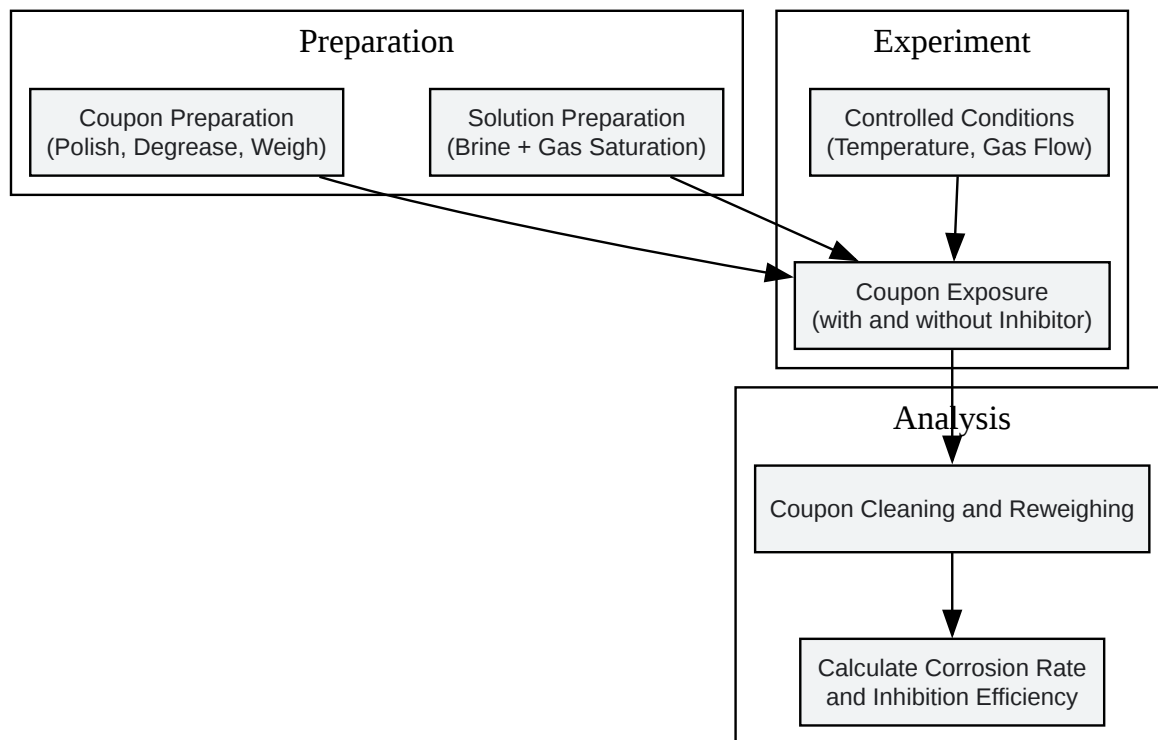 Preparation
Coupon Preparation
(Polish, Degrease, Weigh)
Solution Preparation
(Brine + Gas Saturation)
Experiment
Controlled Conditions
(Temperature, Gas Flow)
Coupon Exposure
(with and without Inhibitor)
Analysis
Coupon Cleaning and Reweighing
Calculate Corrosion Rate
and Inhibition Efficiency